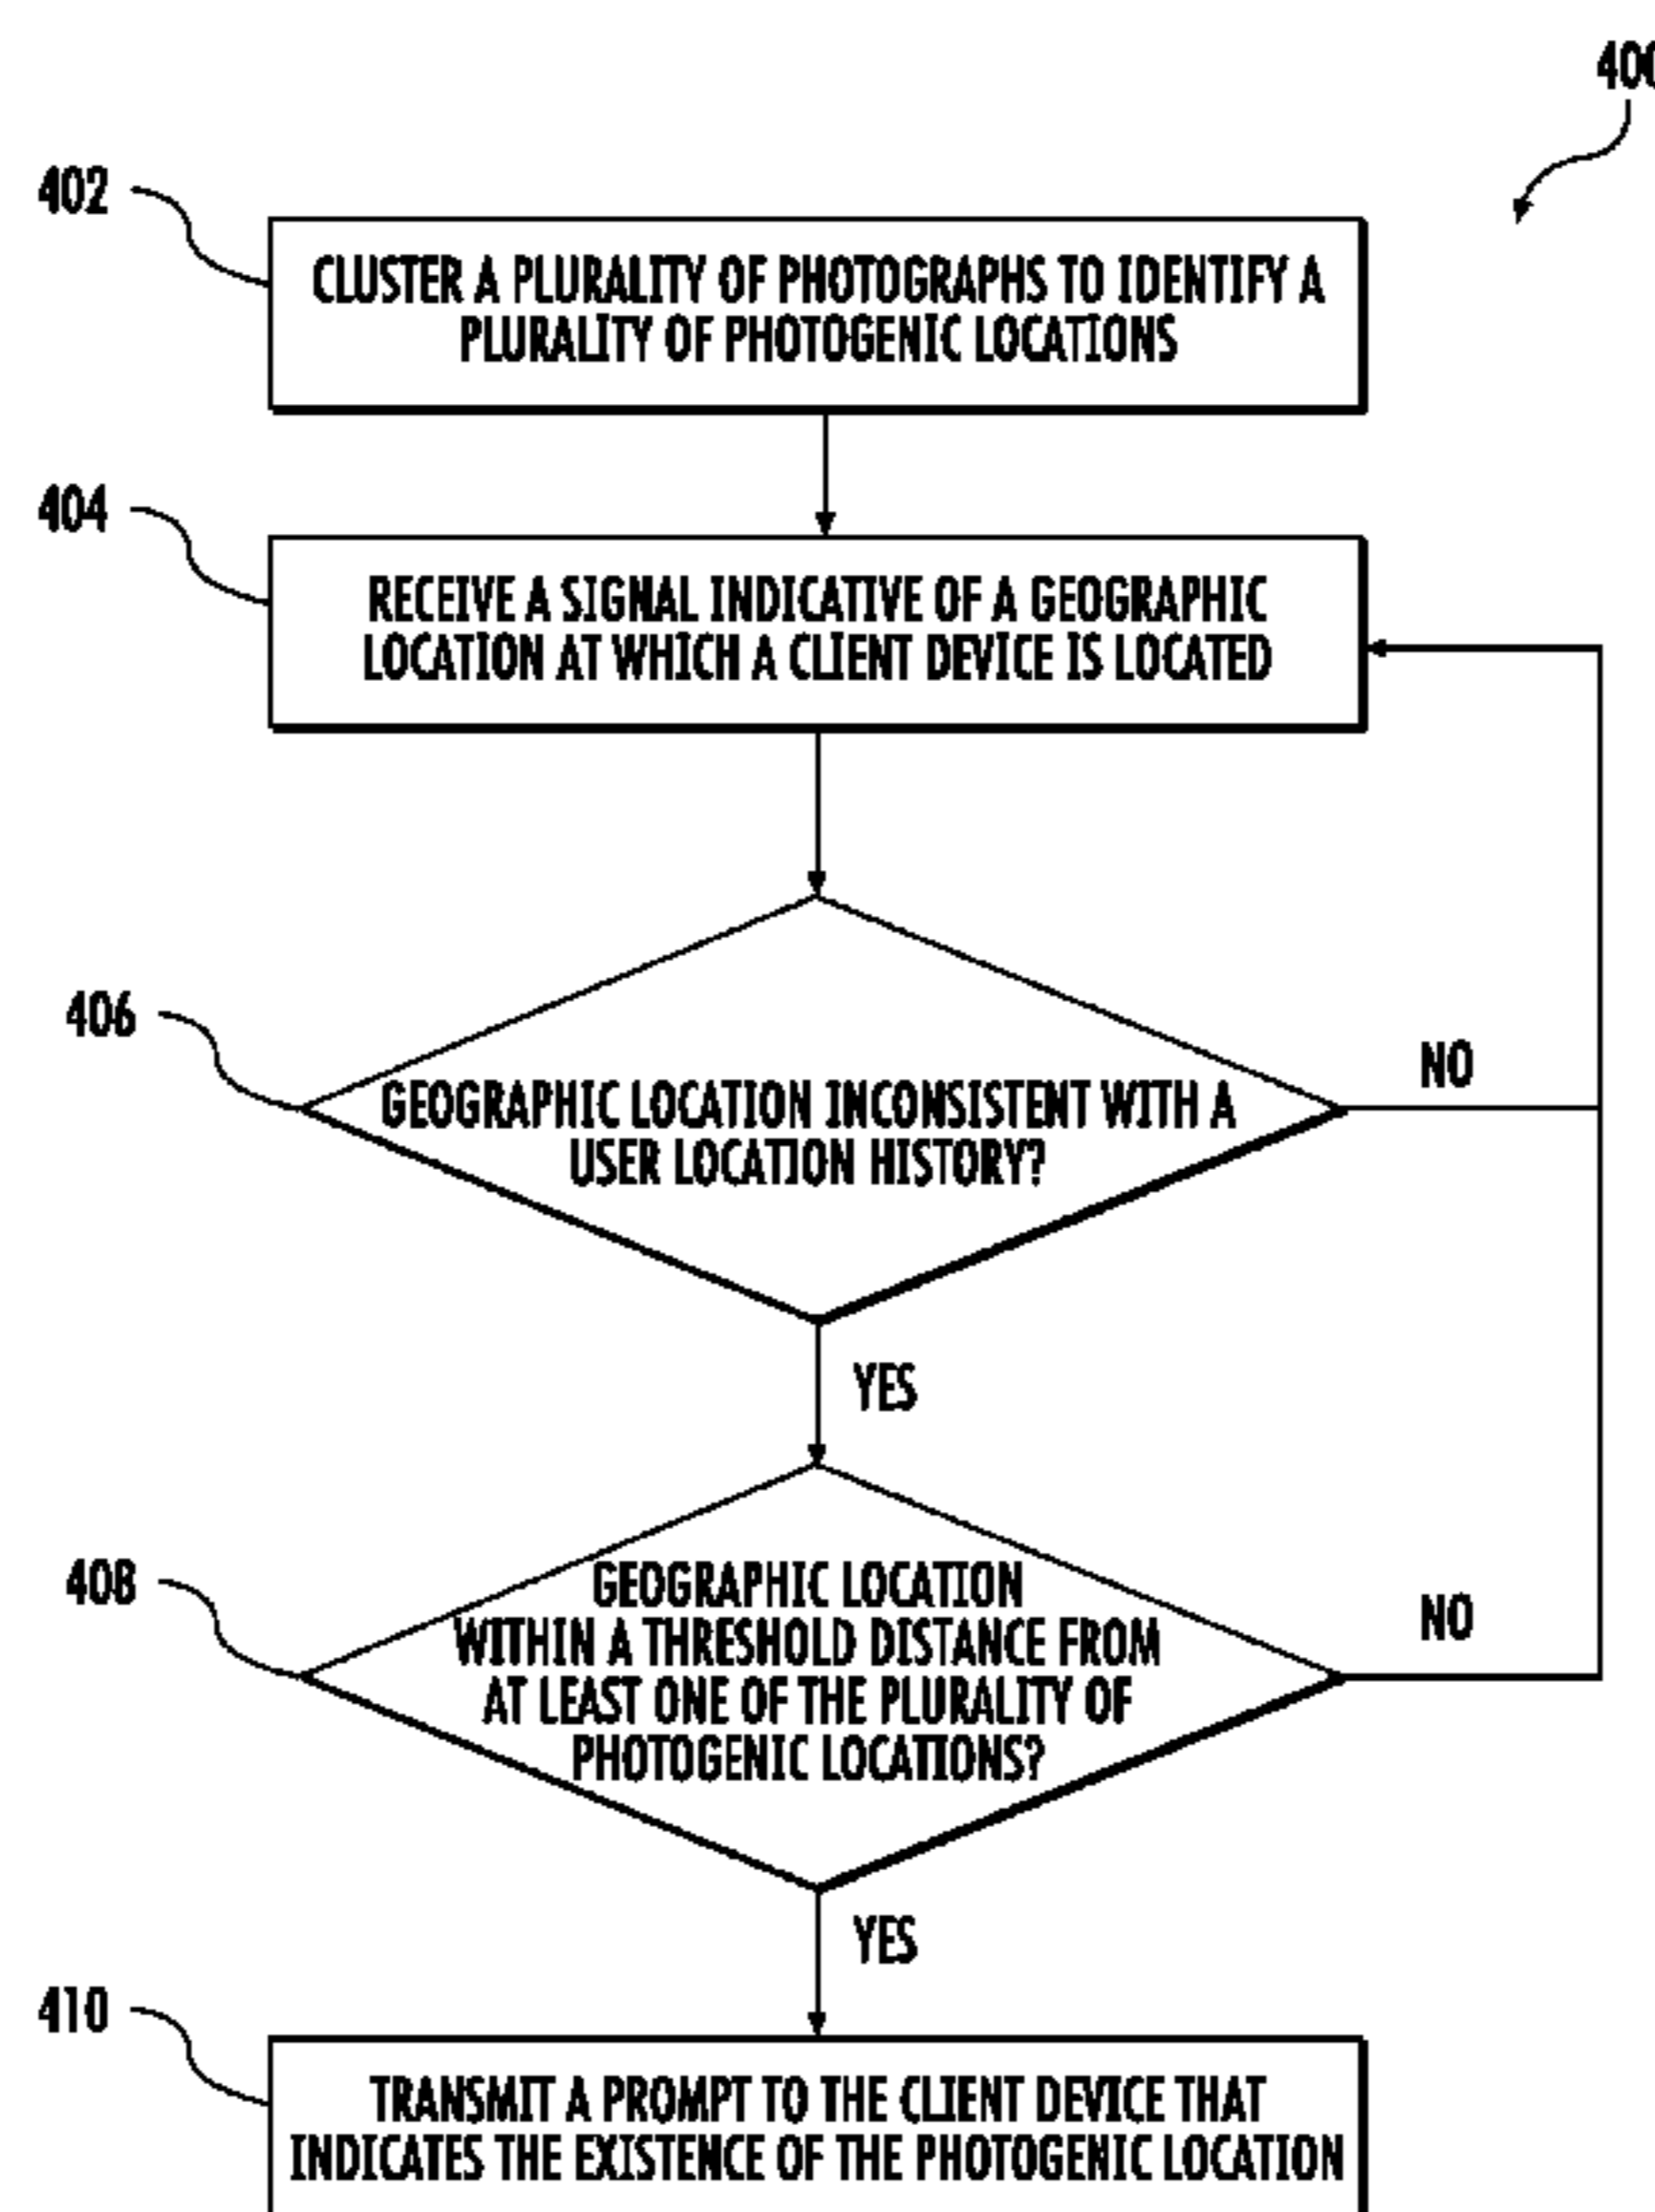 400
402
CLUSTER A PLURALITY OF PHOTOGRAPHS TO IDENTIFY A
PLURALITY OF PHOTOGENIC LOCATIONS
404
RECEIVE A SIGNAL INDICATIVE OF A GEOGRAPHIC
LOCATION AT WHICH A CLIENT DEVICE IS LOCATED
406
GEOGRAPHIC LOCATION INCONSISTENT WITH A
USER LOCATION HISTORY?
NO
YES
408
GEOGRAPHIC LOCATION
WITHIN A THRESHOLD DISTANCE FROM
AT LEAST ONE OF THE PLURALITY OF
PHOTOGENIC LOCATIONS?
NO
YES
410
TRANSMIT A PROMPT TO THE CLIENT DEVICE THAT
INDICATES THE EXISTENCE OF THE PHOTOGENIC LOCATION